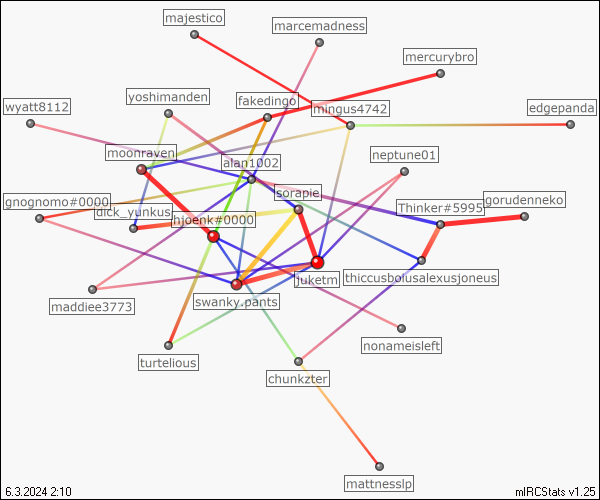 majestico
marcemadness
mercurybro
wyatt8112
yoshimanden
fakedingo
mingus4742
edgepanda
moonraven
alan1002
neptune01
sorapie
gnognomo#0000
dick_yunkus
hjoenk#0000
Thinker#5995
gorudenneko
juketm
thiccusbolusalexusjoneus
maddiee3773
swanky.pants
turtelious
nonameisleft
chunkzter
mattnesslp
6.3.2024 2:10
mIRCStats v1.25